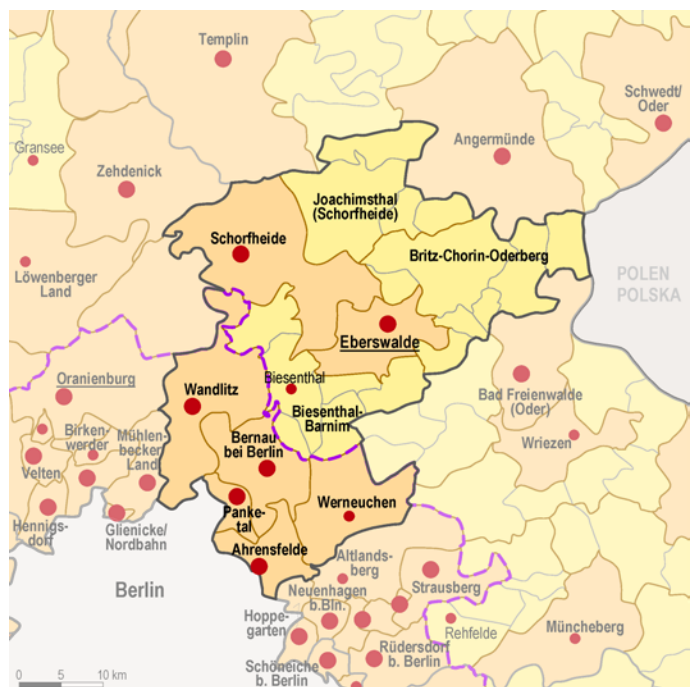 Templin
Schwedt/
Oder
Gransee
Angermünde
Zehdenick
Joachimsthal
(Schorfheide)
Schorfheide
Britz-Chorin-Oderberg
Löwenberger
Land
POLEN
POLSKA
Eberswalde
Oranienburg
Wandlitz
Biesenthal
Bad Freienwalde
(Oder)
Biesenthal-
Barnim
Birken-
werder
Mühlen-
becker
Land
Bernau
bei Berlin
Wriezen
Velten
Panke-
tal
Werneuchen
Hennigs-
dorf
Glienicke/
Nordbahn
Ahrensfelde
Altlands-
berg
Berlin
Neuenhagen
b.Bln.
Strausberg
Hoppe-
garten
Rehfelde
Müncheberg
Rüdersdorf
b. Berlin
Schöneiche
b. Berlin
0 5 10 km